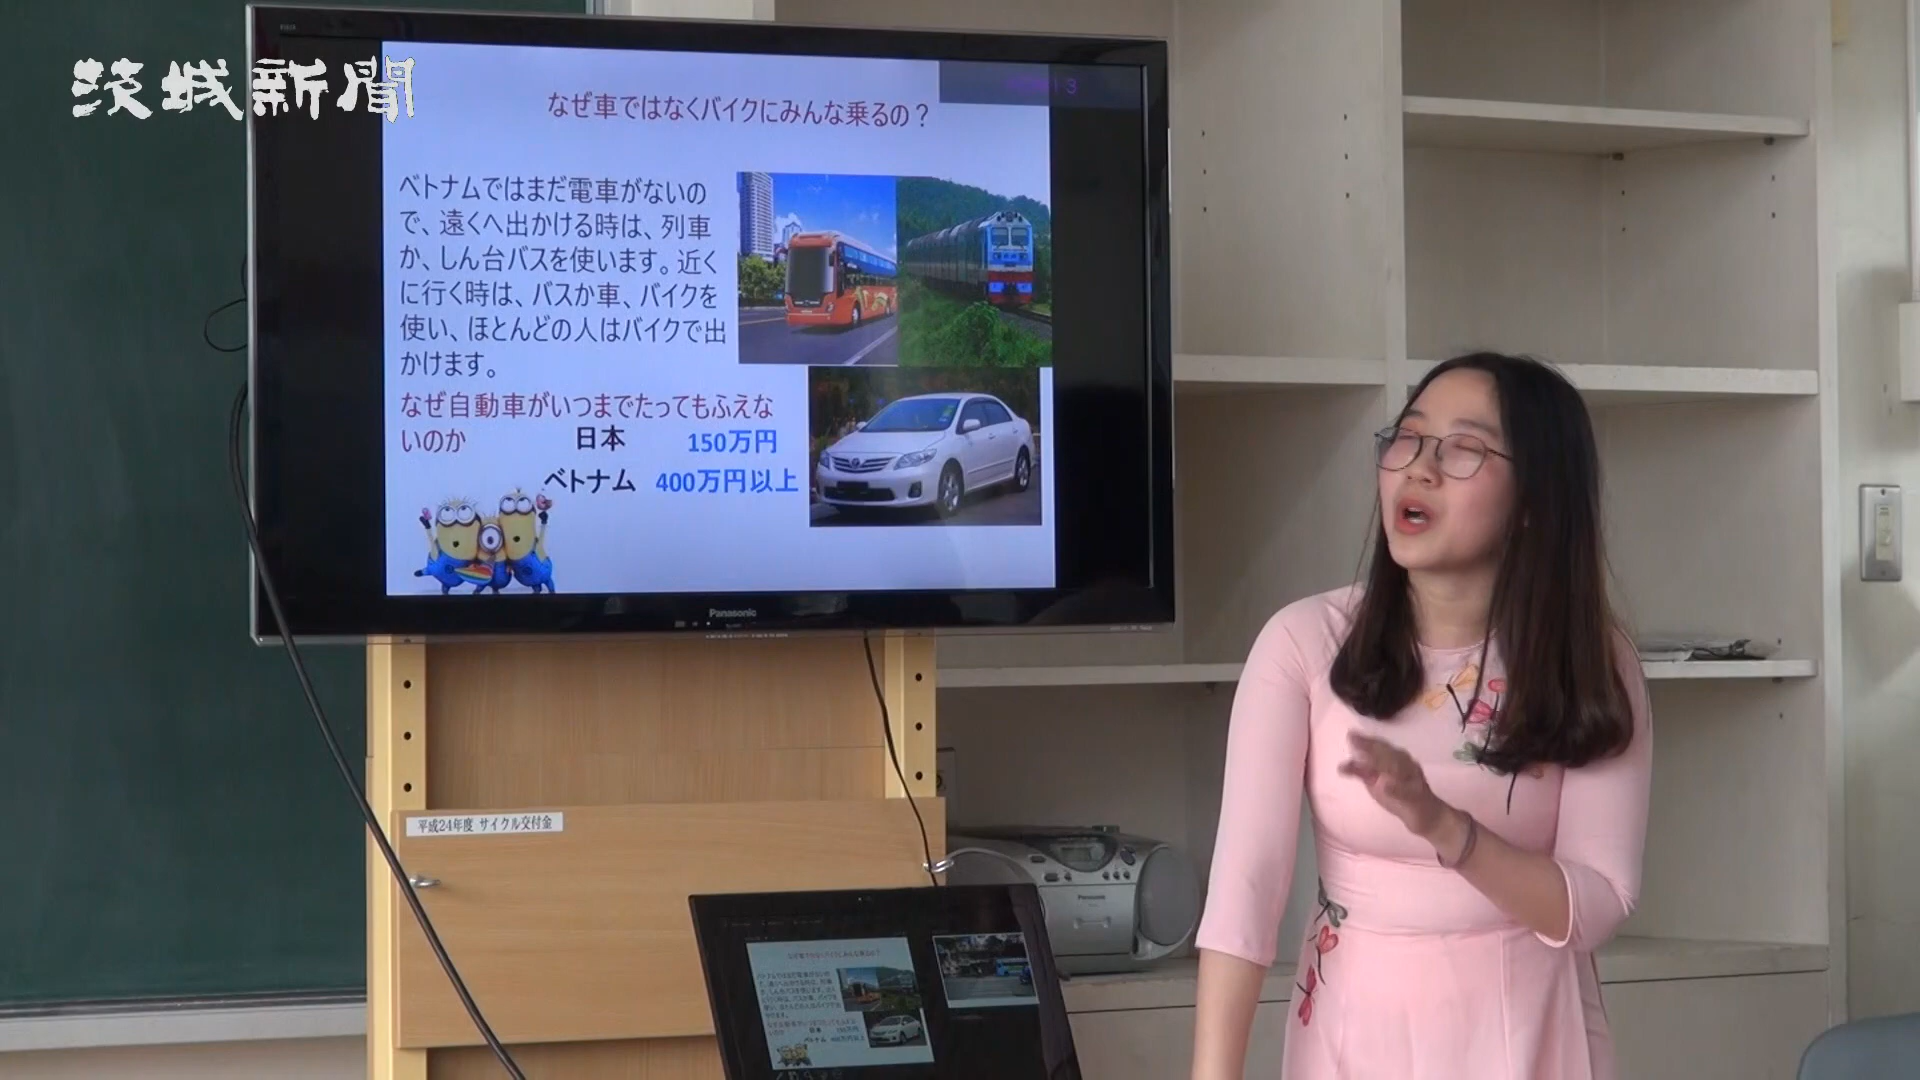 茨城新聞
なぜ車ではなくバイクにみんな乗るの？
ベトナムではまだ電車がないの
で、遠くへ出かける時は、列車
か、しん台バスを使います。近く
に行く時は、バスか車、バイクを
使い、ほとんどの人はバイクで出
かけます。
なぜ自動車がいつまでたってもふえな
いのか
日本 150万円
ベトナム 400万円以上
Panasonic
平成24年度 サイクル交付金
Panasonic